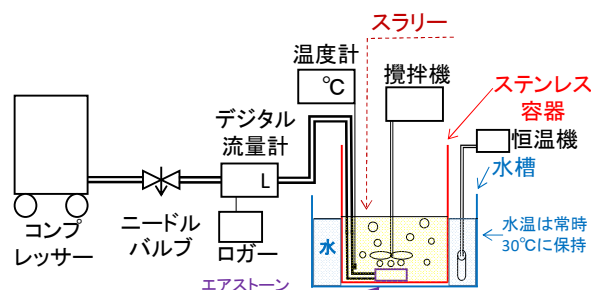 スラリー
温度計
℃
攪拌機
ステンレス
容器
デジタル
流量計
L
恒温機
水槽
コンプ
レッサー
ニードル
バルブ
ロガー
水
水温は常時
30℃に保持
エアストーン